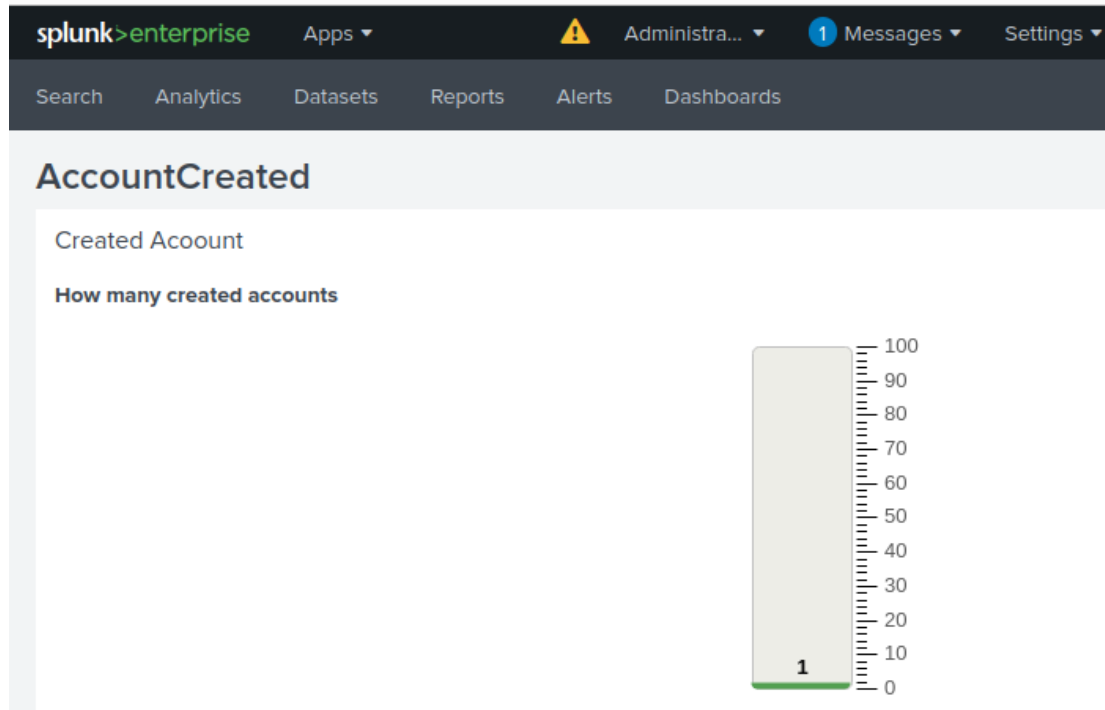 splunk>enterprise Apps Administra... 1 Messages Settings
Search Analytics Datasets Reports Alerts Dashboards
AccountCreated
Created Acoount
How many created accounts
100
90
80
70
60
50
40
30
20
10
1
0